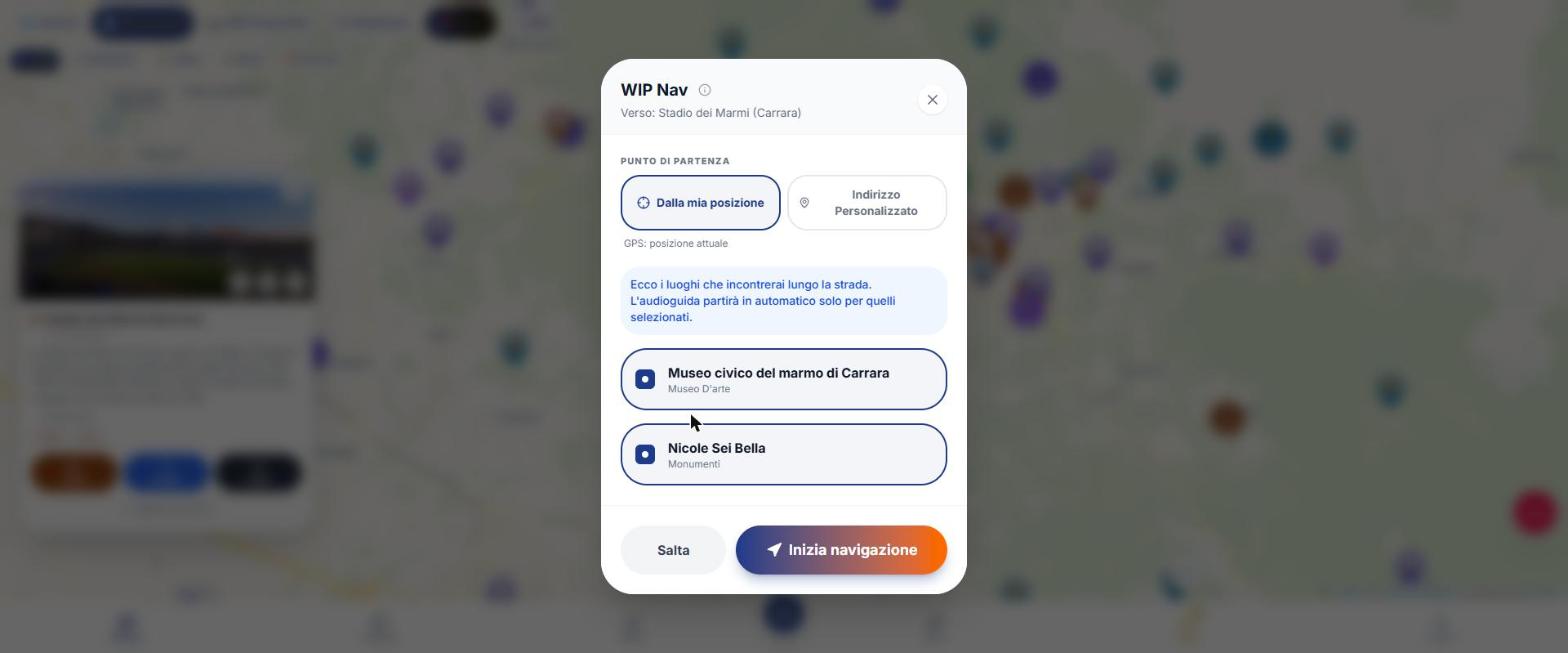 WIP Nav
Verso: Stadio dei Marmi (Carrara)
PUNTO DI PARTENZA
Dalla mia posizione
Indirizzo
Personalizzato
GPS: posizione attuale
Ecco i luoghi che incontrerai lungo la strada.
L'audioguida partirà in automatico solo per quelli
selezionati.
Museo civico del marmo di Carrara
Museo D'arte
Nicole Sei Bella
Monumenti
Salta
Inizia navigazione